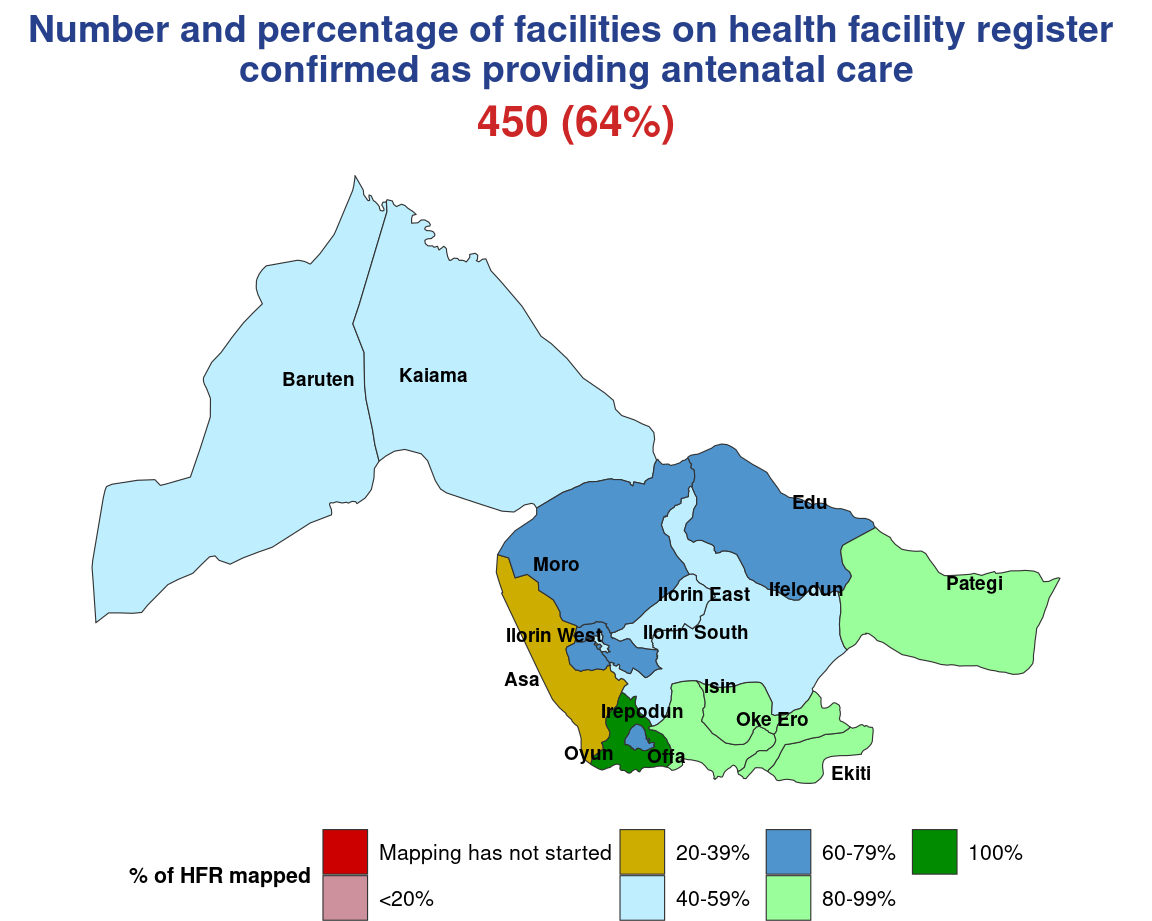 Number and percentage of facilities on health facility register
confirmed as providing antenatal care
450 (64%)
Baruten
Kaiama
Edu
Moro
Pategi
Ifelodun
Ilorin East
Ilorin West
Ilorin South
Asa
Isin
Irepodun
Oke Ero
Oyun
Offa
Ekiti
% of HFR mapped
Mapping has not started
<20%
20-39%
40-59%
60-79%
80-99%
100%